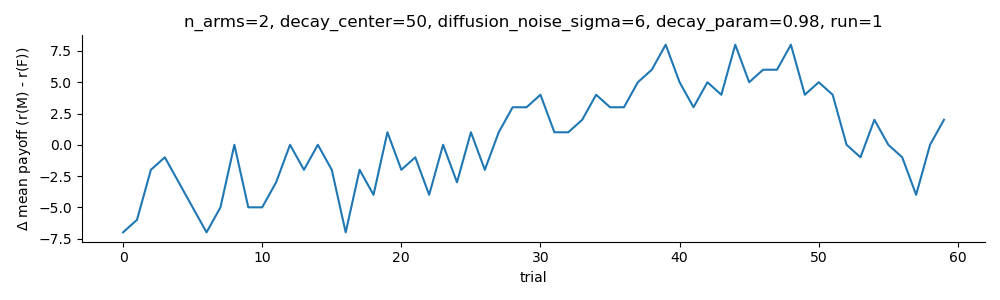 n_arms=2, decay_center=50, diffusion_noise_sigma=6, decay_param=0.98, run=1
Δ mean payoff (r(M) - r(F))
7.5
5.0
2.5
0.0
−2.5
−5.0
−7.5
0 10 20 30 40 50 60
trial